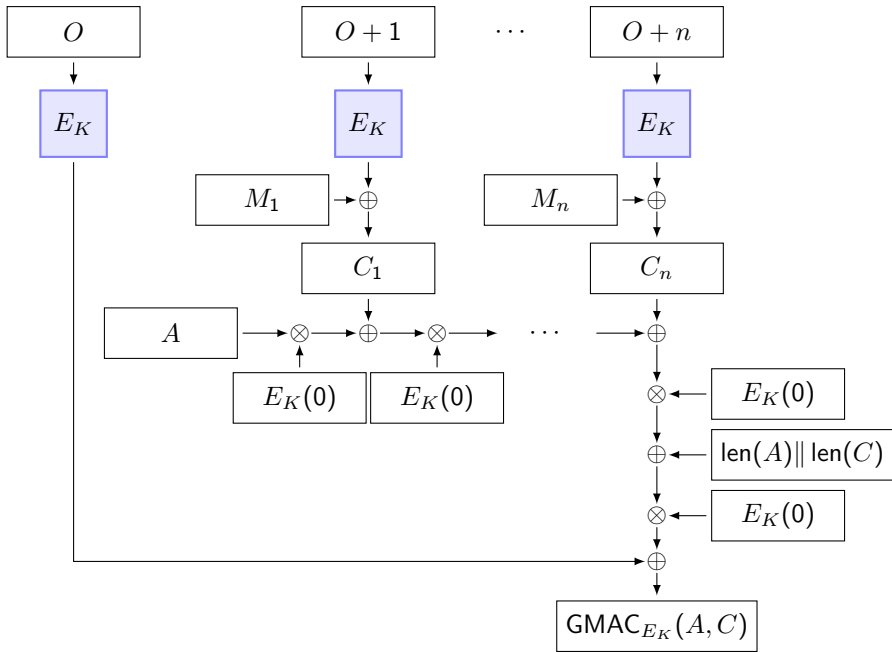 O O + 1 ⋯ O + n
E_K E_K E_K
M_1 ⊕ M_n ⊕
C_1 C_n
A ⊗ ⊕ ⊗ ⋯ ⊕
E_K(0) E_K(0)
⊗ E_K(0)
⊕ len(A)‖ len(C)
⊗ E_K(0)
⊕
GMAC_{E_K}(A, C)